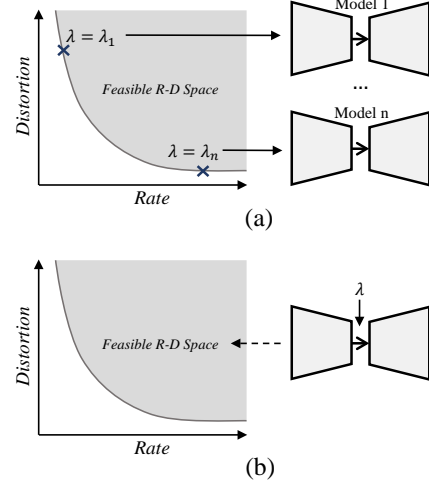 Model 1
λ = λ₁
Distortion
Feasible R-D Space
...
Model n
λ = λₙ
Rate
(a)
λ
Distortion
Feasible R-D Space
Rate
(b)